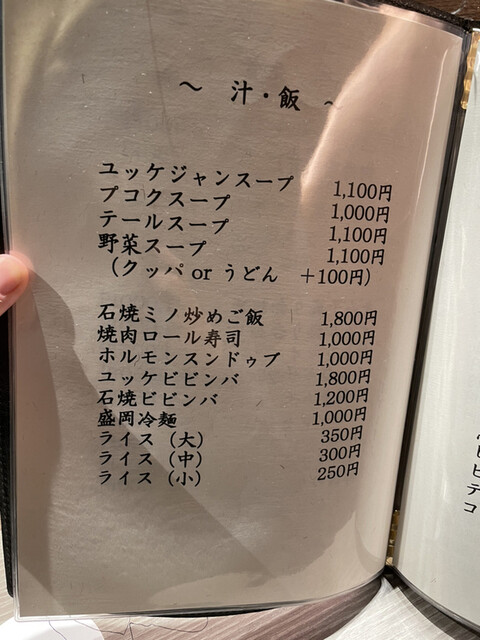 ～ 汁・飯 ～
ユッケジャンスープ 1,100円
プコクスープ 1,000円
テールスープ 1,100円
野菜スープ 1,100円
（クッパ or うどん ＋100円）
石焼ミノ炒めご飯 1,800円
焼肉ロール寿司 1,000円
ホルモンスンドゥブ 1,000円
ユッケビビンバ 1,800円
石焼ビビンバ 1,200円
盛岡冷麺 1,000円
ライス（大） 350円
ライス（中） 300円
ライス（小） 250円